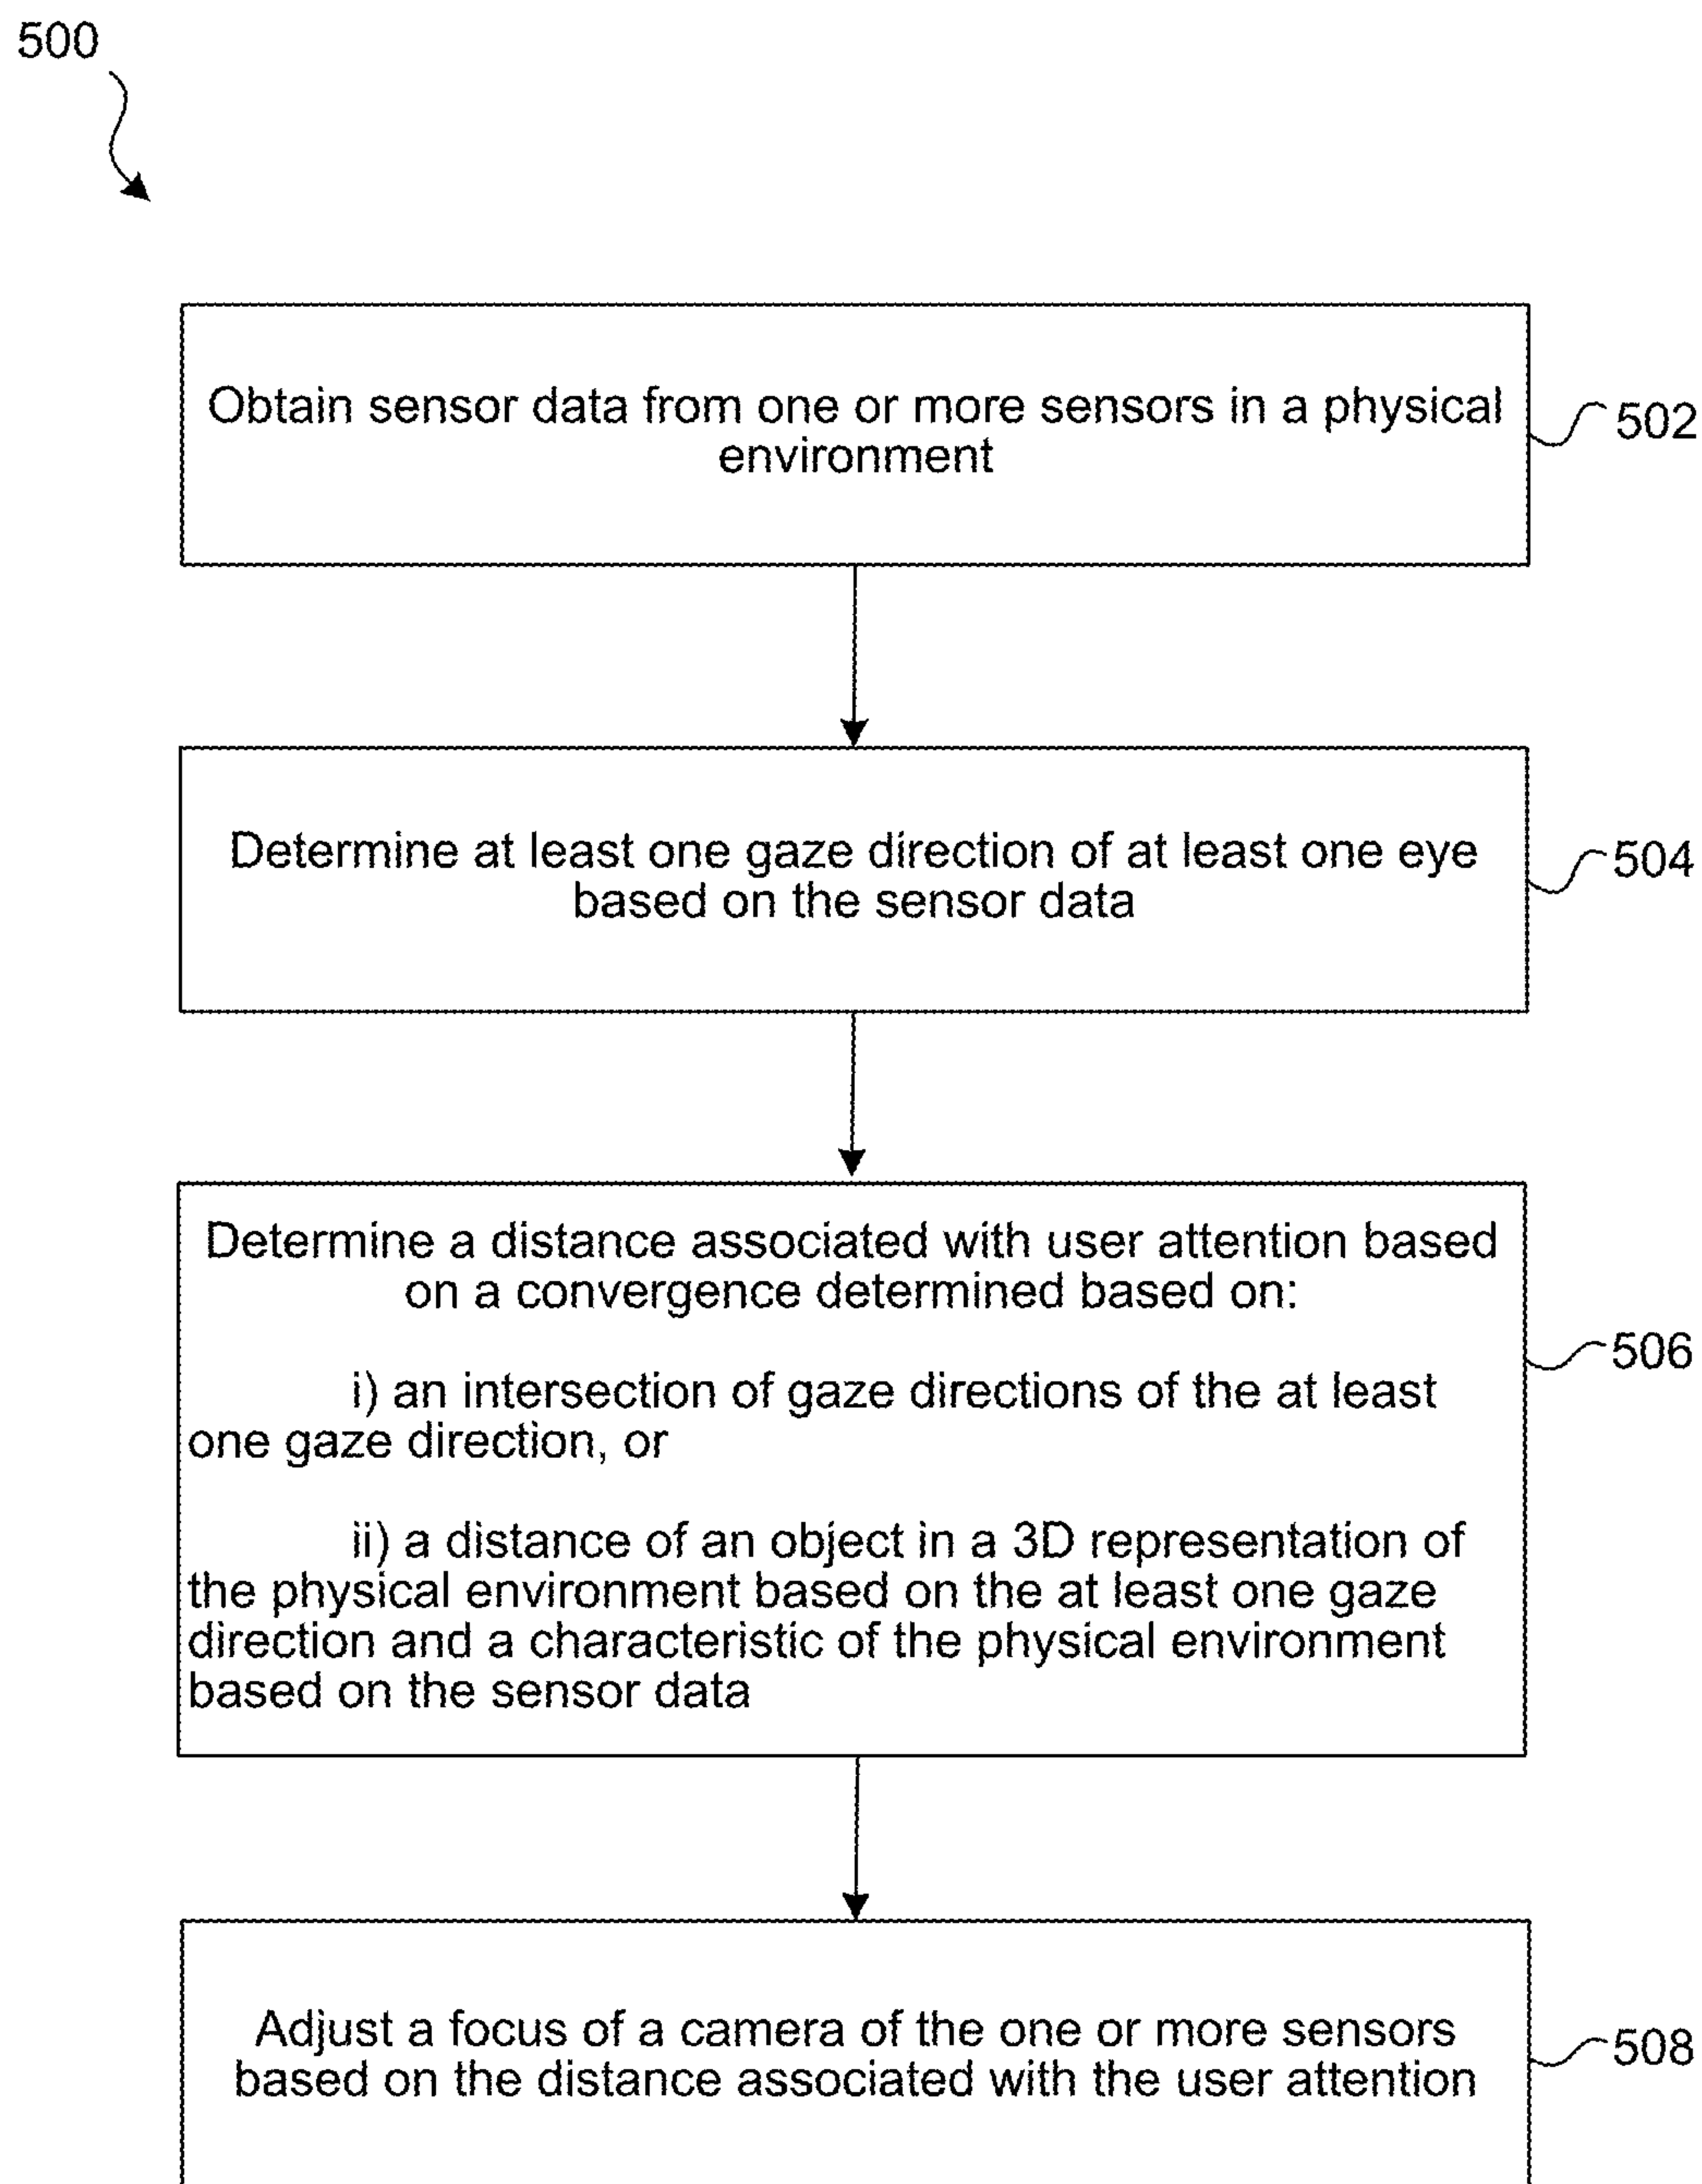 500
Obtain sensor data from one or more sensors in a physical
environment
502
Determine at least one gaze direction of at least one eye
based on the sensor data
504
Determine a distance associated with user attention based
on a convergence determined based on:
i) an intersection of gaze directions of the at least
one gaze direction, or
ii) a distance of an object in a 3D representation of
the physical environment based on the at least one gaze
direction and a characteristic of the physical environment
based on the sensor data
506
Adjust a focus of a camera of the one or more sensors
based on the distance associated with the user attention
508